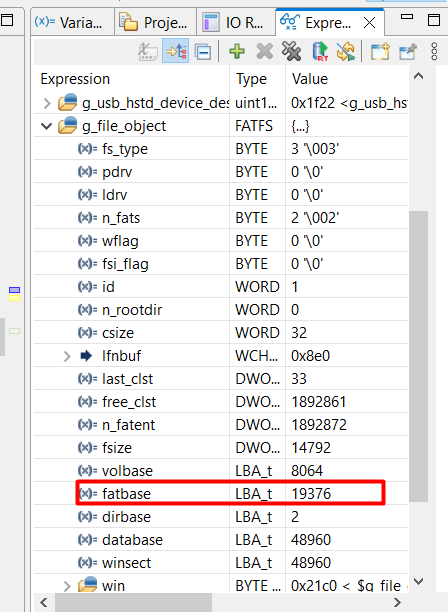 Varia... Proje... IO R... Expre...
Expression Type Value
g_usb_hstd_device_des uint1... 0x1f22 <g_usb_hst
g_file_object FATFS {...}
fs_type BYTE 3 '\003'
pdrv BYTE 0 '\0'
ldrv BYTE 0 '\0'
n_fats BYTE 2 '\002'
wflag BYTE 0 '\0'
fsi_flag BYTE 0 '\0'
id WORD 1
n_rootdir WORD 0
csize WORD 32
lfnbuf WCH... 0x8e0
last_clst DWO... 33
free_clst DWO... 1892861
n_fatent DWO... 1892872
fsize DWO... 14792
volbase LBA_t 8064
fatbase LBA_t 19376
dirbase LBA_t 2
database LBA_t 48960
winsect LBA_t 48960
win BYTE ... 0x21c0 < $g_file